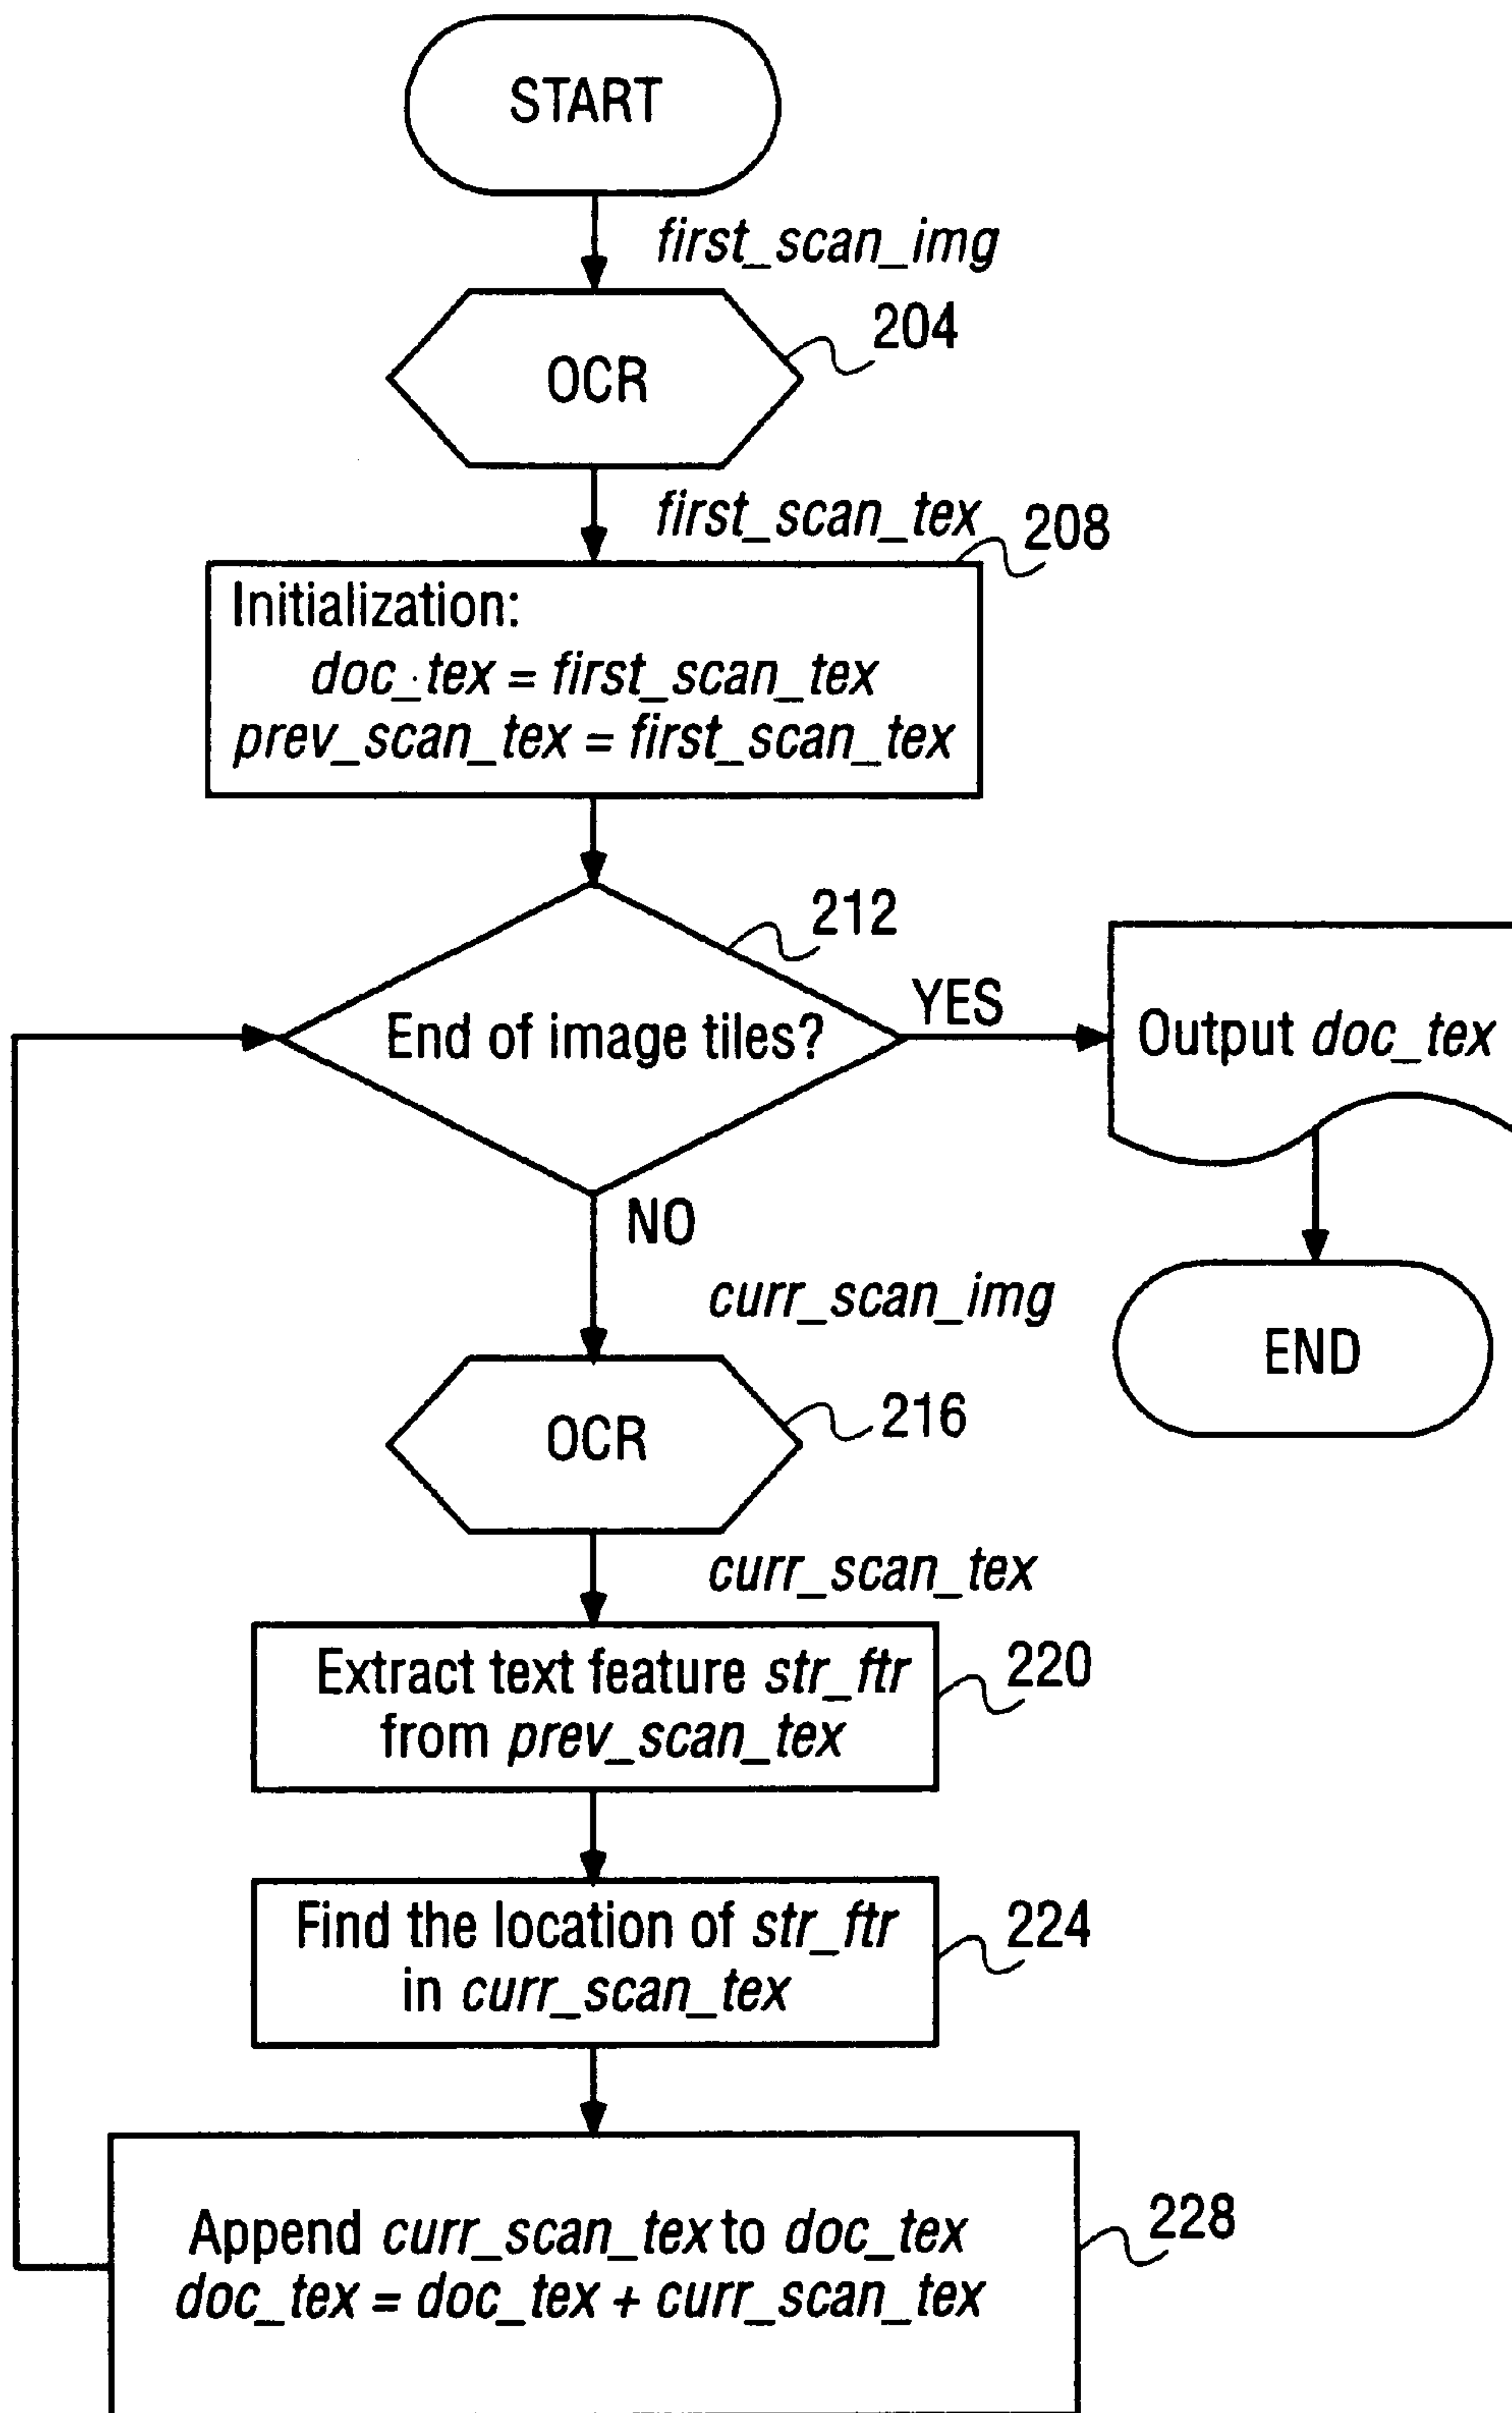 START
first_scan_img
204
OCR
first_scan_tex
208
Initialization:
doc_tex = first_scan_tex
prev_scan_tex = first_scan_tex
212
End of image tiles?
YES
Output doc_tex
NO
END
curr_scan_img
OCR
216
curr_scan_tex
Extract text feature str_ftr
from prev_scan_tex
220
Find the location of str_ftr
in curr_scan_tex
224
Append curr_scan_tex to doc_tex
doc_tex = doc_tex + curr_scan_tex
228